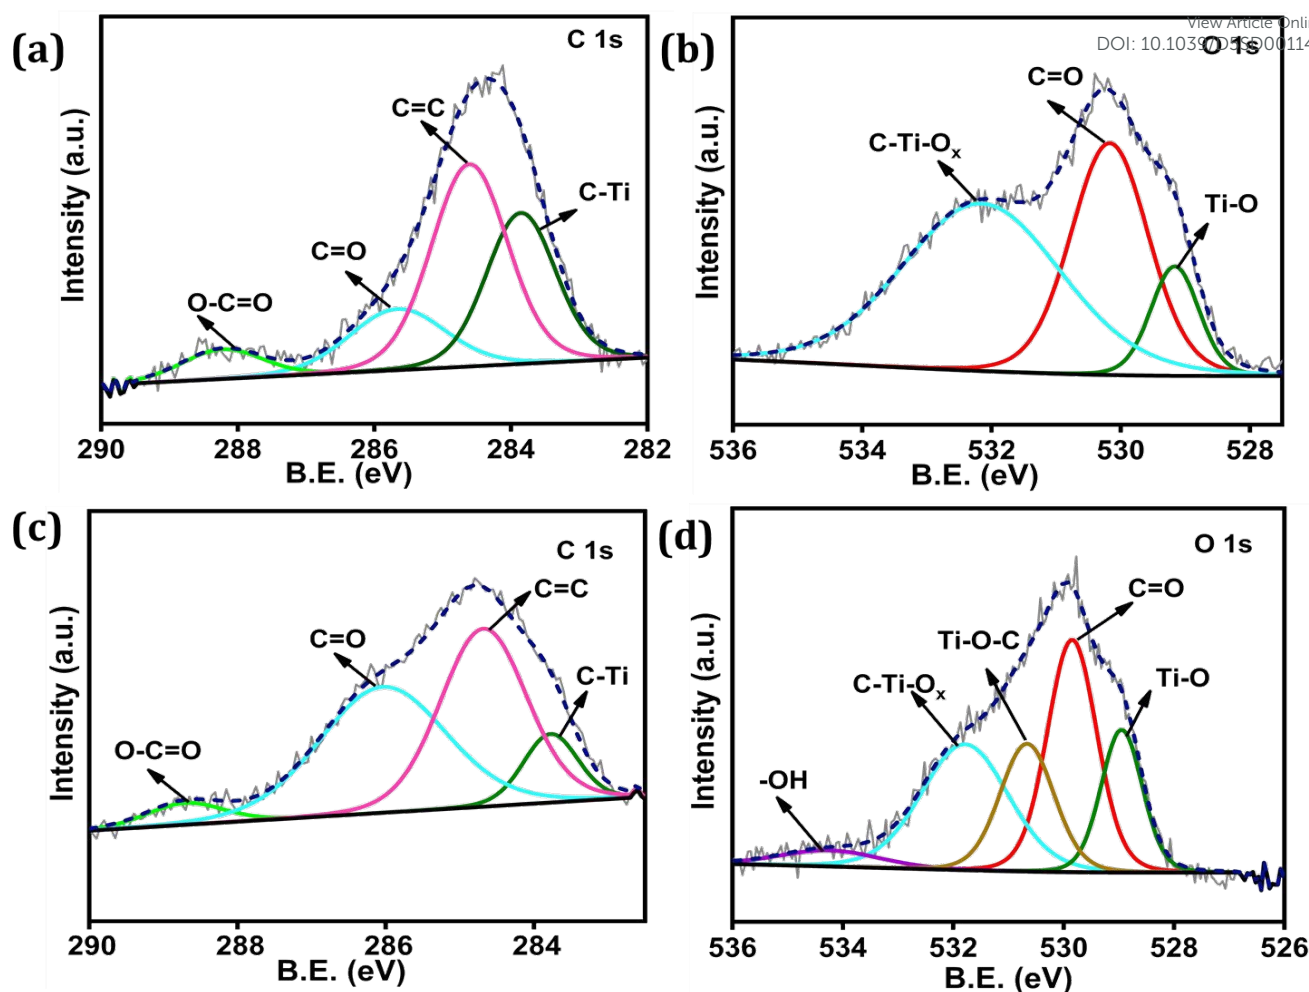 View Article Onli
DOI: 10.1039/D5SD00114
(a)
C 1s
C=C
C-Ti
C=O
O-C=O
Intensity (a.u.)
290 288 286 284 282
B.E. (eV)
(b)
O 1s
C=O
C-Ti-Oₓ
Ti-O
Intensity (a.u.)
536 534 532 530 528
B.E. (eV)
(c)
C 1s
C=C
C=O
C-Ti
O-C=O
Intensity (a.u.)
290 288 286 284
B.E. (eV)
(d)
O 1s
C=O
Ti-O-C
C-Ti-Oₓ
Ti-O
-OH
Intensity (a.u.)
536 534 532 530 528 526
B.E. (eV)